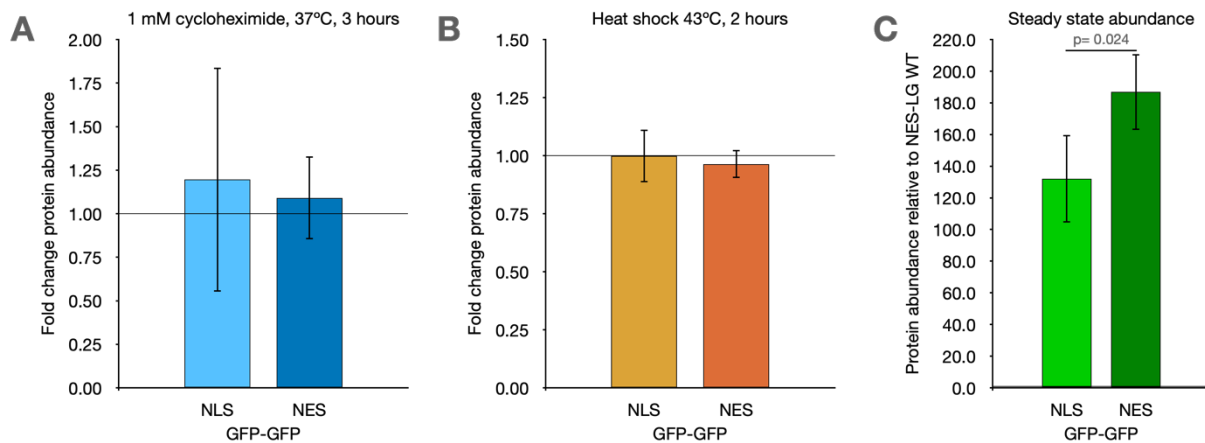 A
1 mM cycloheximide, 37ºC, 3 hours
Fold change protein abundance
2.00
1.75
1.50
1.25
1.00
0.75
0.50
0.25
0.00
NLS NES
GFP-GFP
B
Heat shock 43ºC, 2 hours
Fold change protein abundance
1.50
1.25
1.00
0.75
0.50
0.25
0.00
NLS NES
GFP-GFP
C
Steady state abundance
Protein abundance relative to NES-LG WT
220.0
200.0
180.0
160.0
140.0
120.0
100.0
80.0
60.0
40.0
20.0
0.0
p= 0.024
NLS NES
GFP-GFP